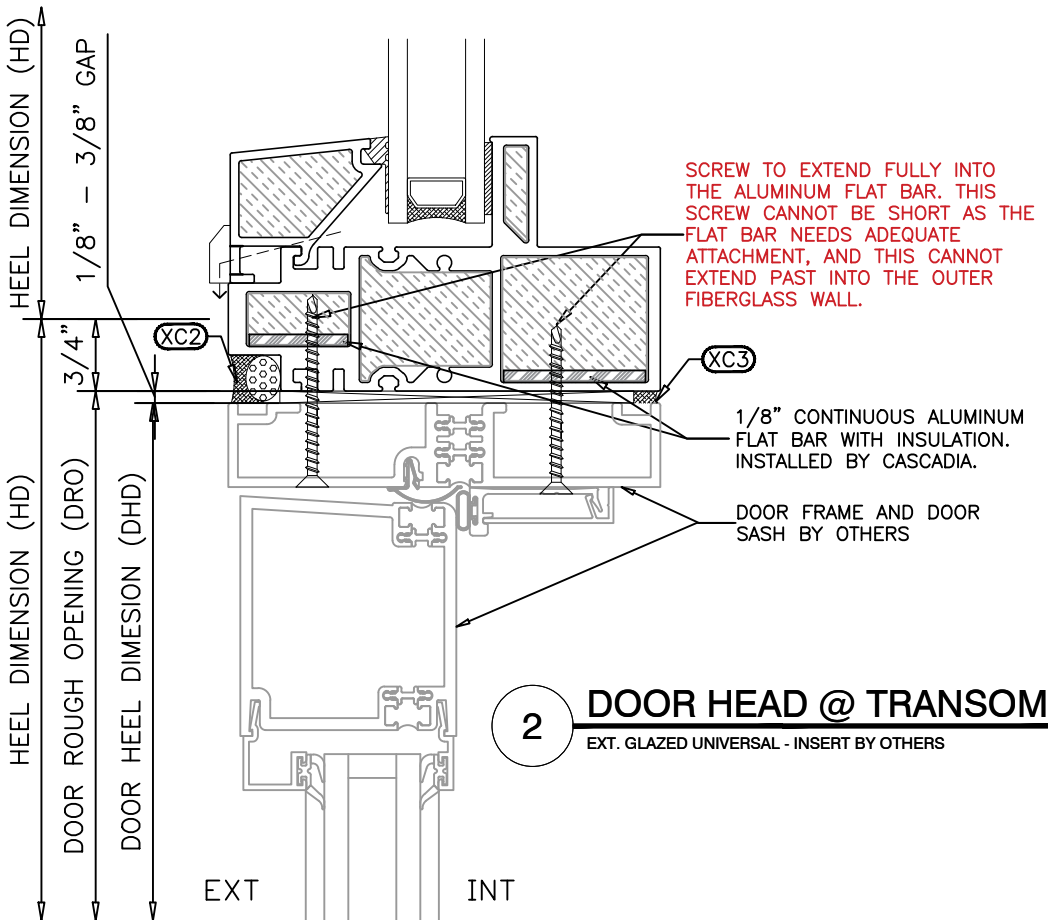 HEEL DIMENSION (HD)
1/8” – 3/8” GAP
3/4”
HEEL DIMENSION (HD)
DOOR ROUGH OPENING (DRO)
DOOR HEEL DIMESION (DHD)
XC2
SCREW TO EXTEND FULLY INTO
THE ALUMINUM FLAT BAR. THIS
SCREW CANNOT BE SHORT AS THE
FLAT BAR NEEDS ADEQUATE
ATTACHMENT, AND THIS CANNOT
EXTEND PAST INTO THE OUTER
FIBERGLASS WALL.
XC3
1/8” CONTINUOUS ALUMINUM
FLAT BAR WITH INSULATION.
INSTALLED BY CASCADIA.
DOOR FRAME AND DOOR
SASH BY OTHERS
2
DOOR HEAD @ TRANSOM
EXT. GLAZED UNIVERSAL - INSERT BY OTHERS
EXT
INT